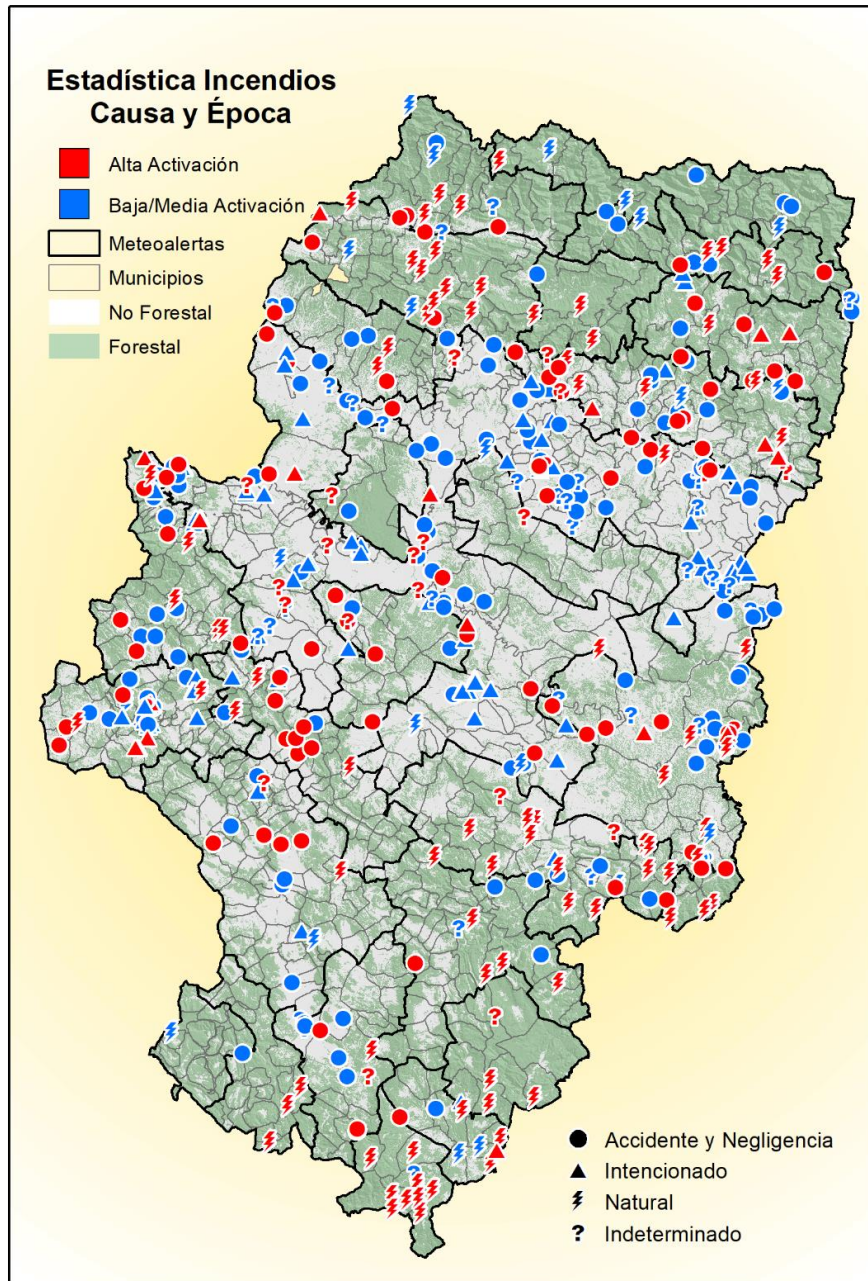 Estadística Incendios
Causa y Época
Alta Activación
Baja/Media Activación
Meteoalertas
Municipios
No Forestal
Forestal
Accidente y Negligencia
Intencionado
Natural
? Indeterminado